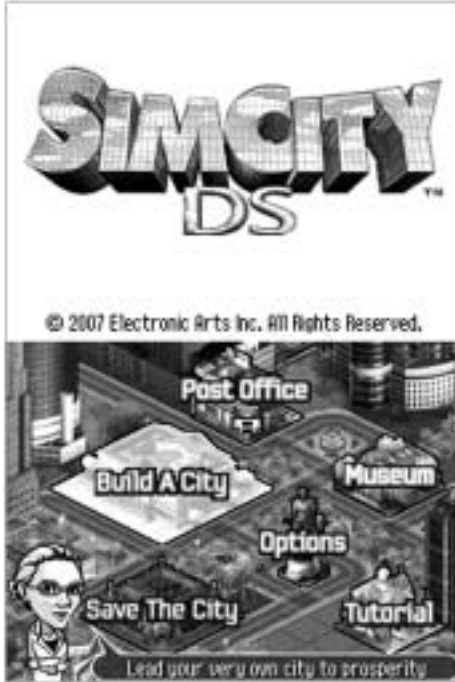 SIMCITY
DS
TM
© 2007 Electronic Arts Inc. All Rights Reserved.
Post Office
Build A City
Museum
Options
Save The City
Tutorial
Lead your very own city to prosperity